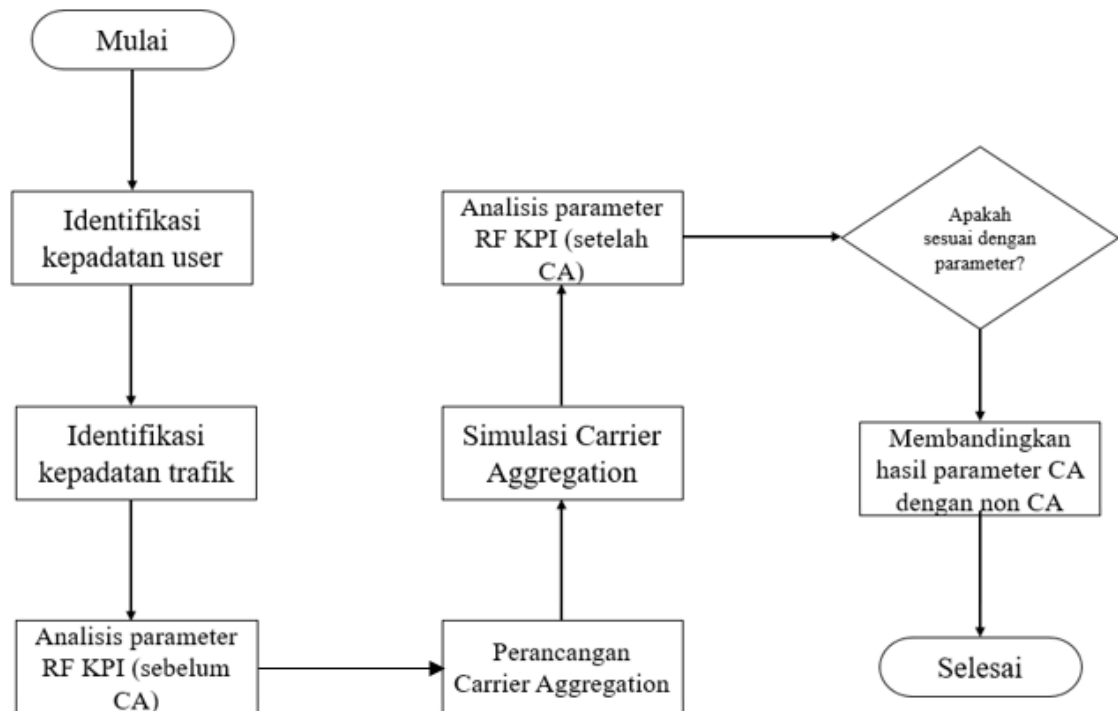 Mulai
Identifikasi
kepadatan user
Identifikasi
kepadatan trafik
Analisis parameter
RF KPI (sebelum
CA)
Perancangan
Carrier Aggregation
Simulasi Carrier
Aggregation
Analisis parameter
RF KPI (setelah
CA)
Apakah
sesuai dengan
parameter?
Membandingkan
hasil parameter CA
dengan non CA
Selesai